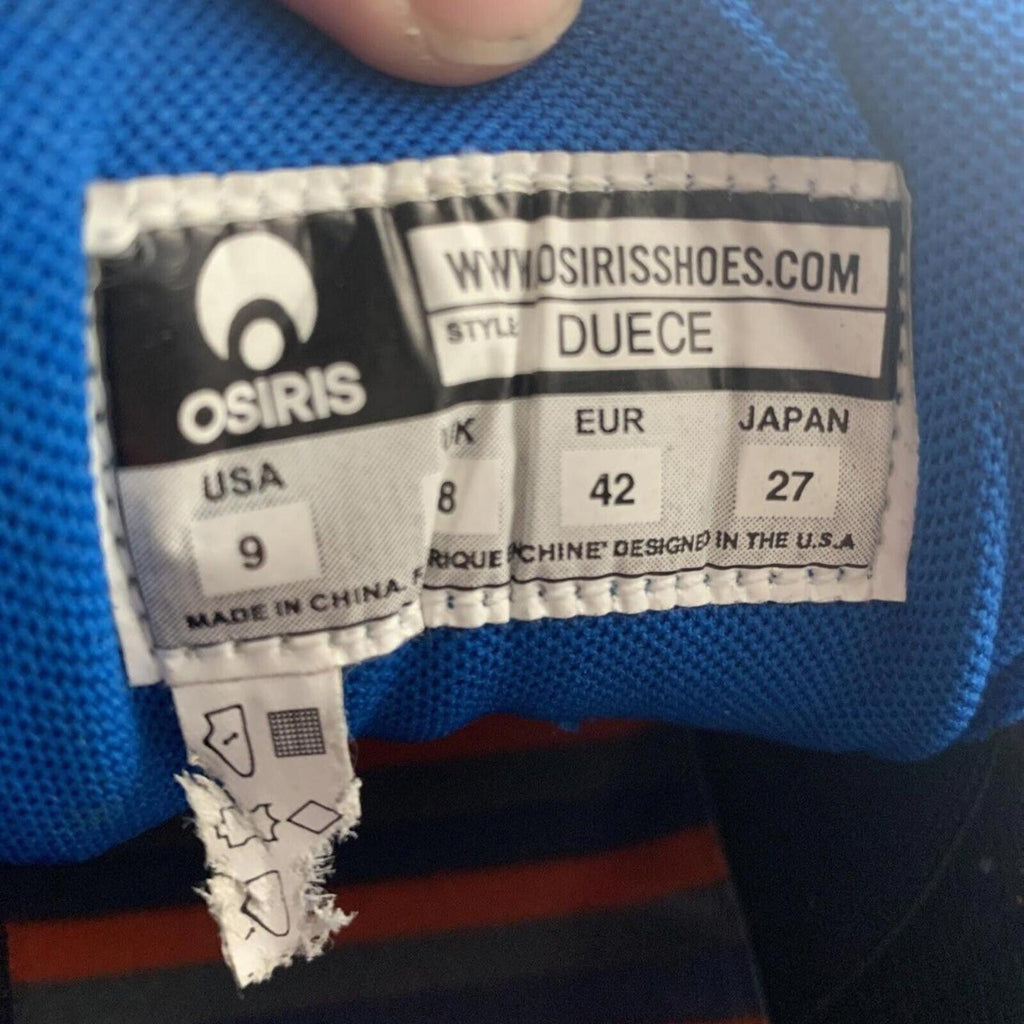 WWW.OSIRISSHOES.COM
STYLE DUECE
OSIRIS
USA UK EUR JAPAN
9 8 42 27
MADE IN CHINA. CHINE' DESIGNED IN THE U.S.A